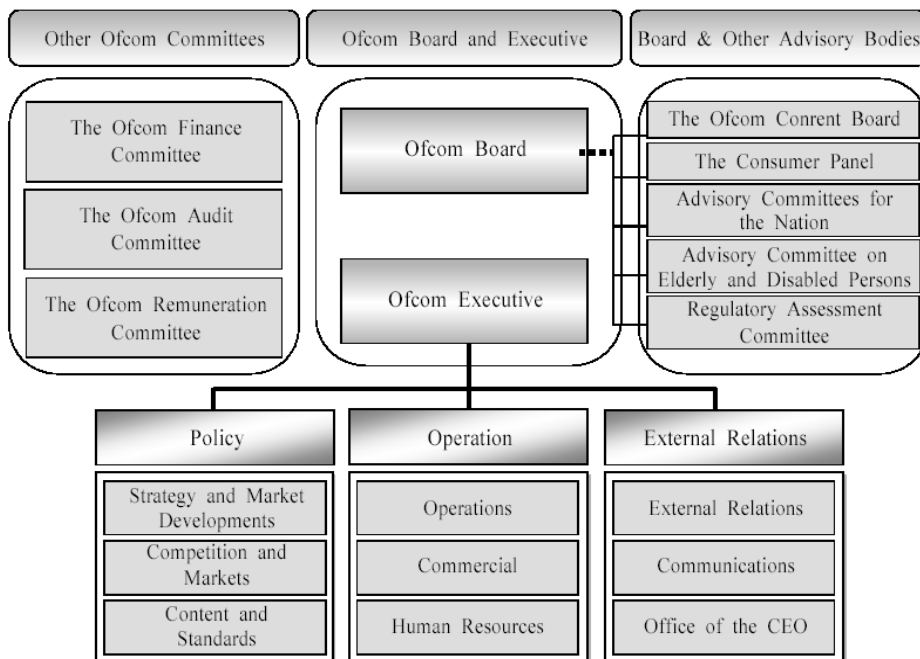 Other Ofcom Committees
Ofcom Board and Executive
Board & Other Advisory Bodies
The Ofcom Finance
Committee
The Ofcom Audit
Committee
The Ofcom Remuneration
Committee
Ofcom Board
Ofcom Executive
The Ofcom Conrent Board
The Consumer Panel
Advisory Committees for
the Nation
Advisory Committee on
Elderly and Disabled Persons
Regulatory Assessment
Committee
Policy
Strategy and Market
Developments
Competition and
Markets
Content and
Standards
Operation
Operations
Commercial
Human Resources
External Relations
External Relations
Communications
Office of the CEO